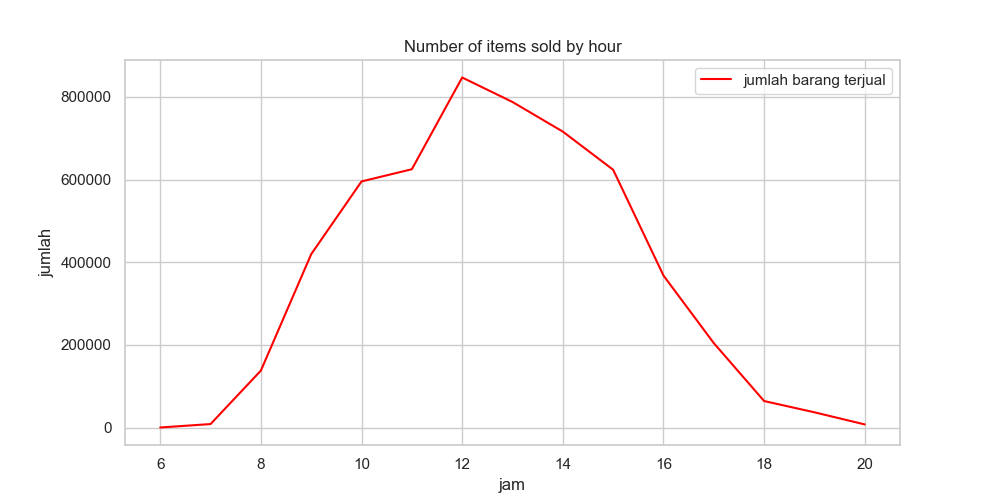 Number of items sold by hour
jumlah barang terjual
800000
600000
400000
200000
0
jumlah
6 8 10 12 14 16 18 20
jam